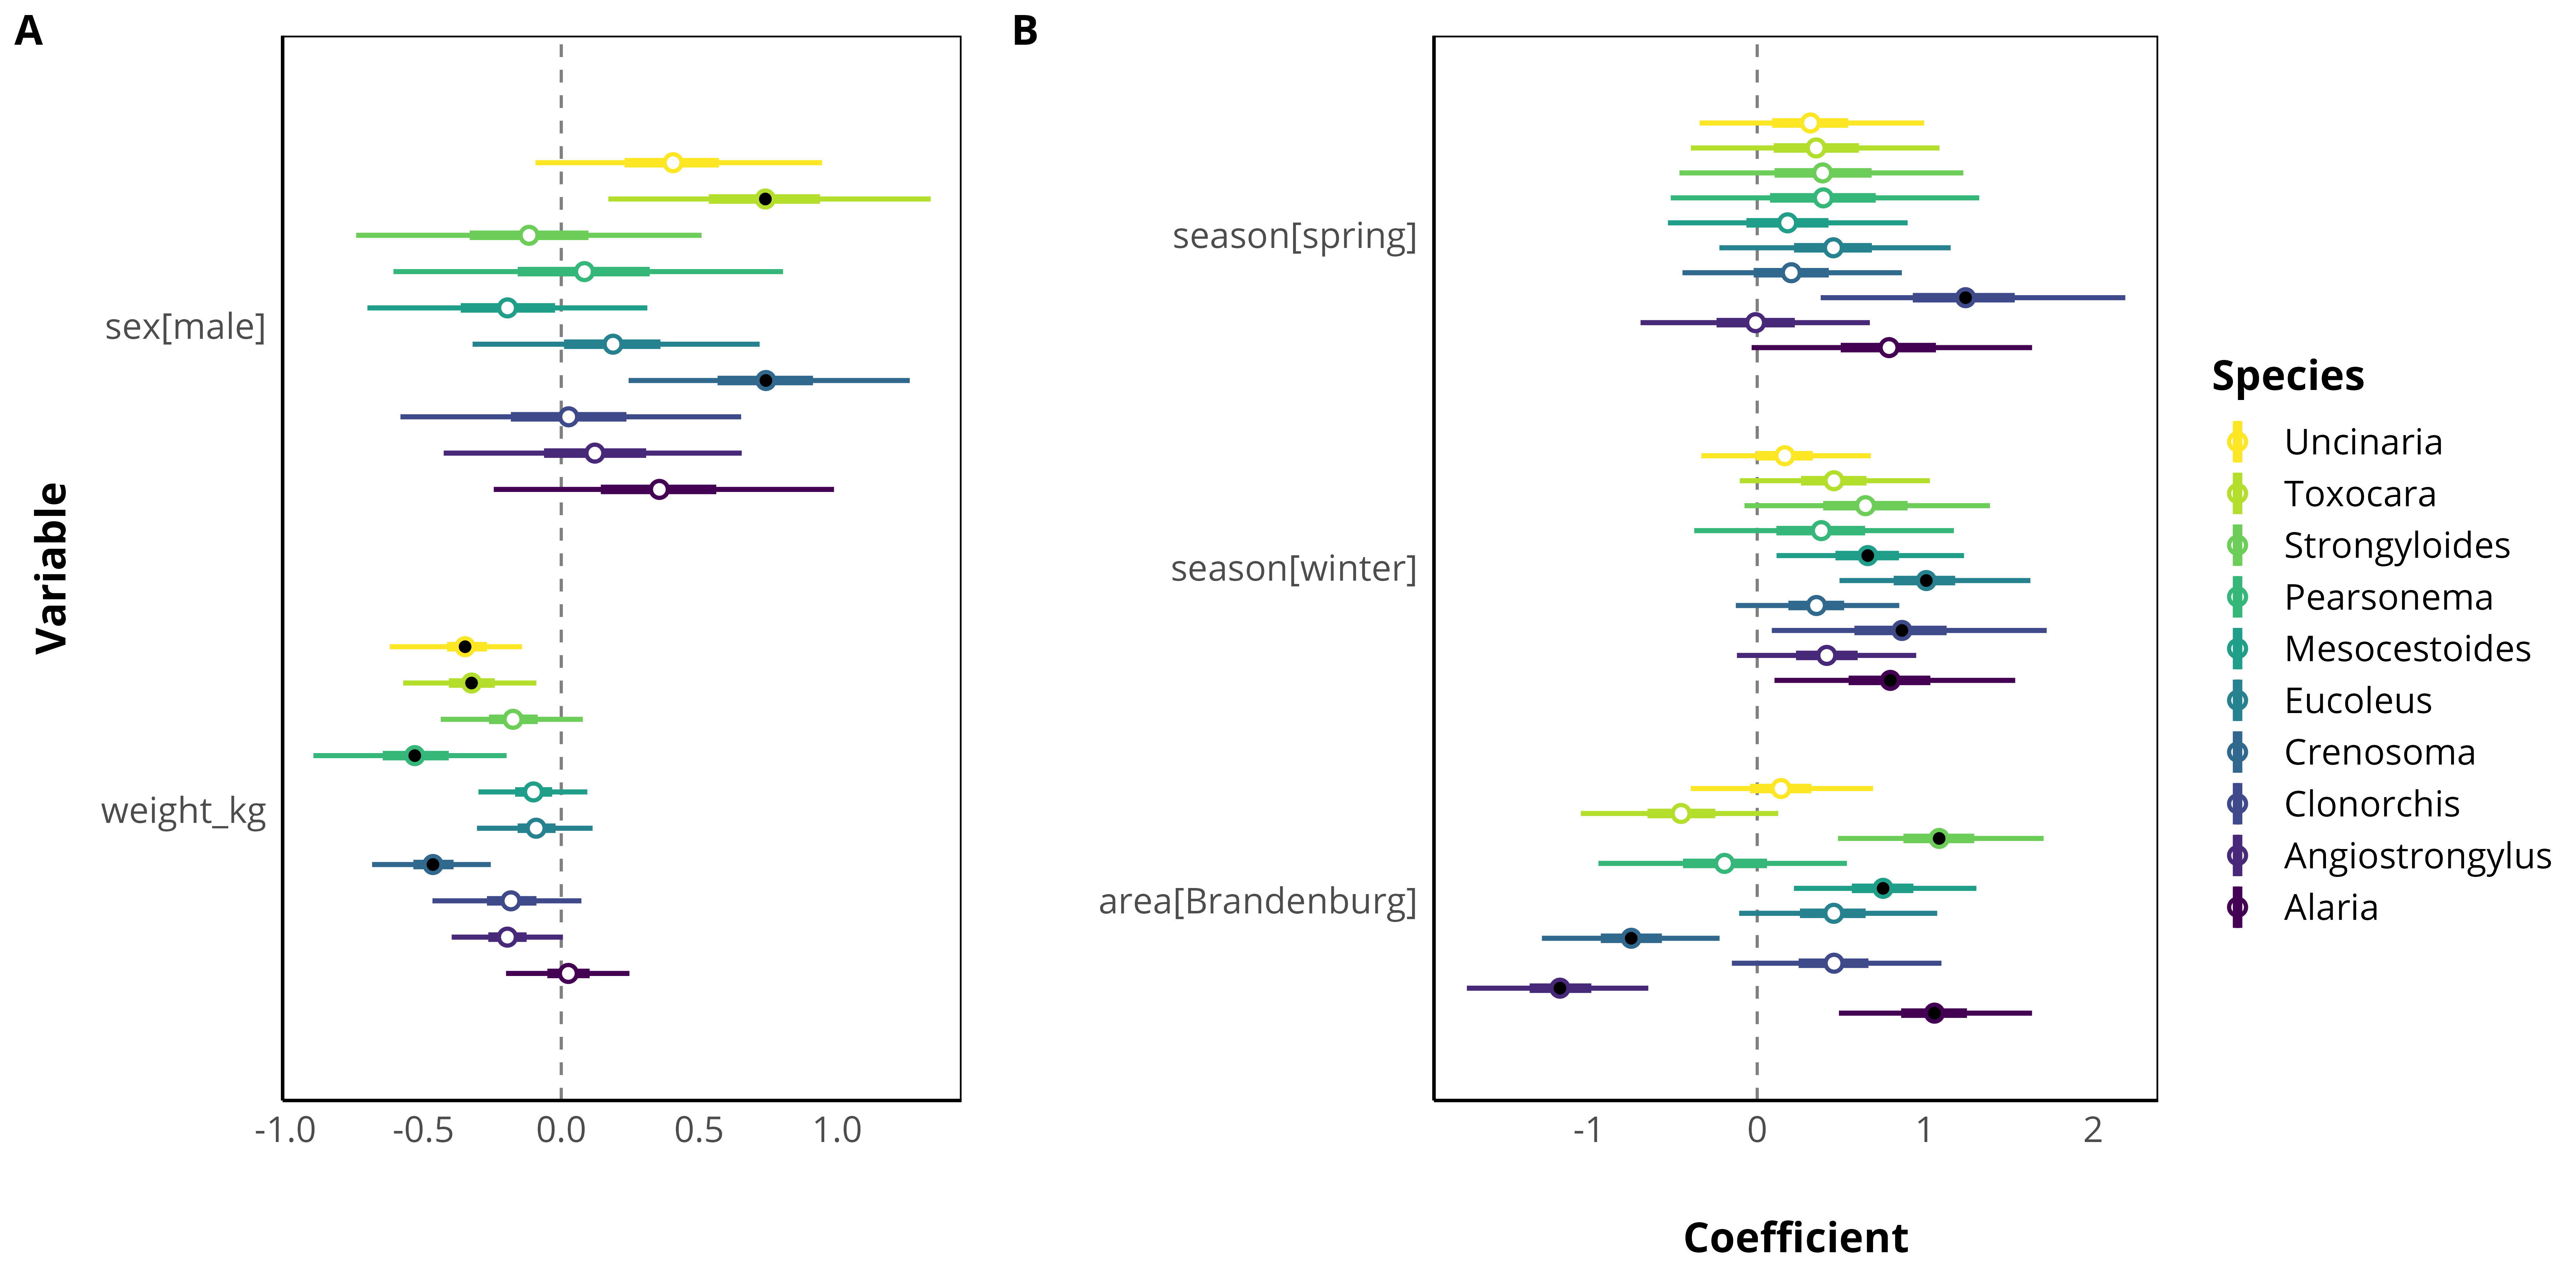 A
B
Variable
sex[male]
weight_kg
-1.0 -0.5 0.0 0.5 1.0
season[spring]
season[winter]
area[Brandenburg]
-1 0 1 2
Coefficient
Species
Uncinaria
Toxocara
Strongyloides
Pearsonema
Mesocestoides
Eucoleus
Crenosoma
Clonorchis
Angiostrongylus
Alaria